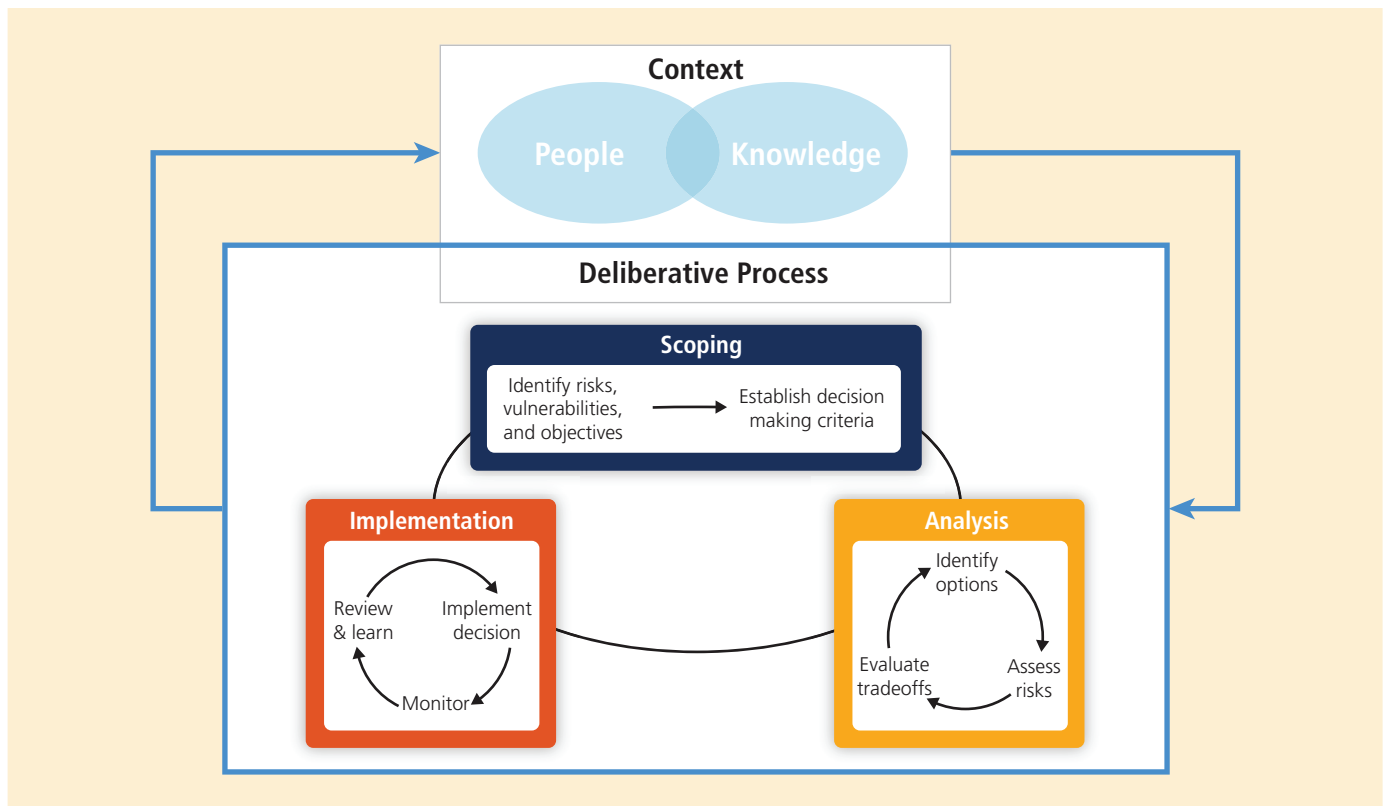 Context
People
Knowledge
Deliberative Process
Scoping
Identify risks,
vulnerabilities,
and objectives
Establish decision
making criteria
Implementation
Review
& learn
Implement
decision
Monitor
Analysis
Identify
options
Assess
risks
Evaluate
tradeoffs